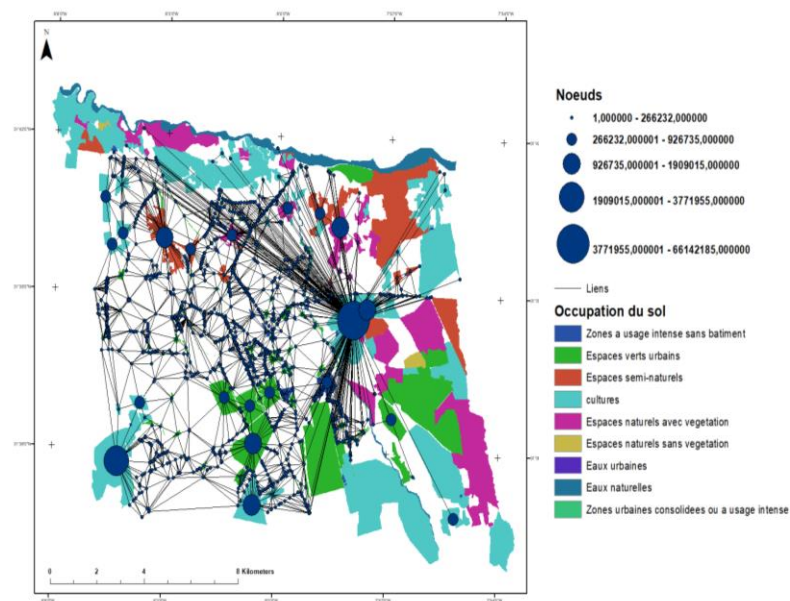 N
Noeuds
1,000000 - 266232,000000
266232,000001 - 926735,000000
926735,000001 - 1909015,000000
1909015,000001 - 3771955,000000
3771955,000001 - 66142185,000000
Liens
Occupation du sol
Zones a usage intense sans batiment
Espaces verts urbains
Espaces semi-naturels
cultures
Espaces naturels avec vegetation
Espaces naturels sans vegetation
Eaux urbaines
Eaux naturelles
Zones urbaines consolidees ou a usage intense
0 2 4 8 Kilometers